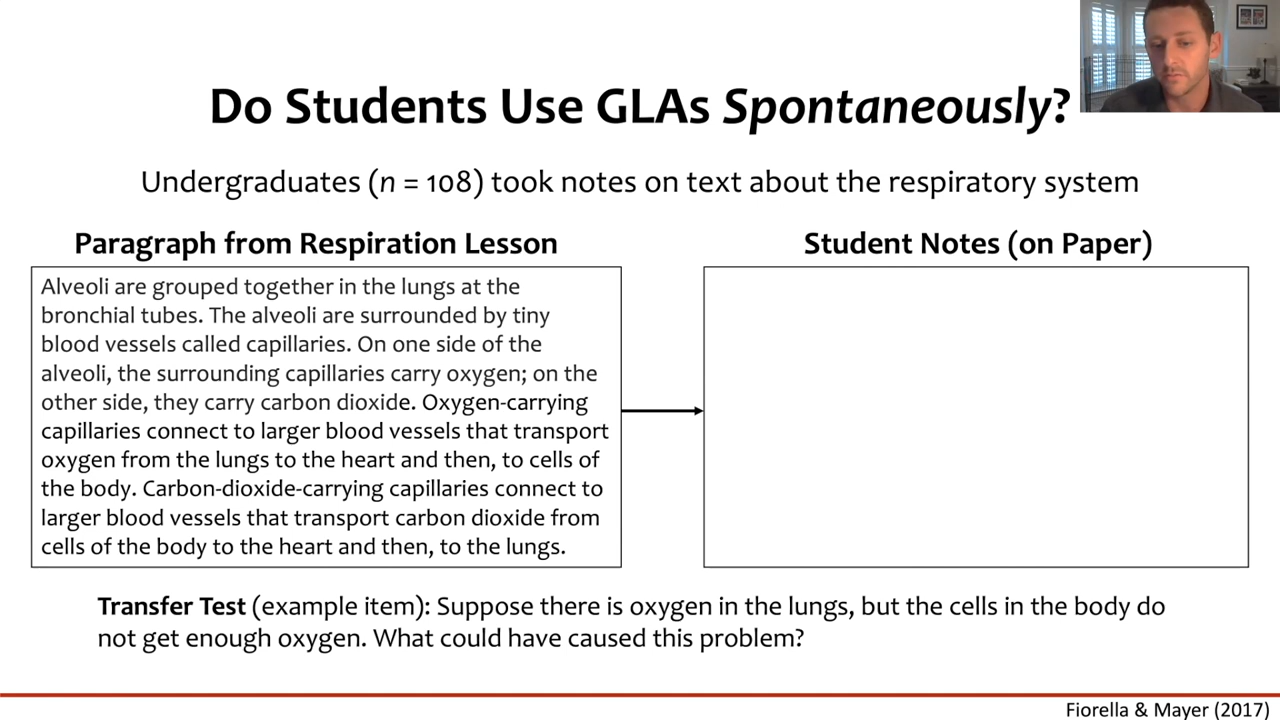 Do Students Use GLAs Spontaneously?
Undergraduates (n = 108) took notes on text about the respiratory system
Paragraph from Respiration Lesson
Alveoli are grouped together in the lungs at the
bronchial tubes. The alveoli are surrounded by tiny
blood vessels called capillaries. On one side of the
alveoli, the surrounding capillaries carry oxygen; on the
other side, they carry carbon dioxide. Oxygen-carrying
capillaries connect to larger blood vessels that transport
oxygen from the lungs to the heart and then, to cells of
the body. Carbon-dioxide-carrying capillaries connect to
larger blood vessels that transport carbon dioxide from
cells of the body to the heart and then, to the lungs.
Student Notes (on Paper)
Transfer Test (example item): Suppose there is oxygen in the lungs, but the cells in the body do
not get enough oxygen. What could have caused this problem?
Fiorella & Mayer (2017)